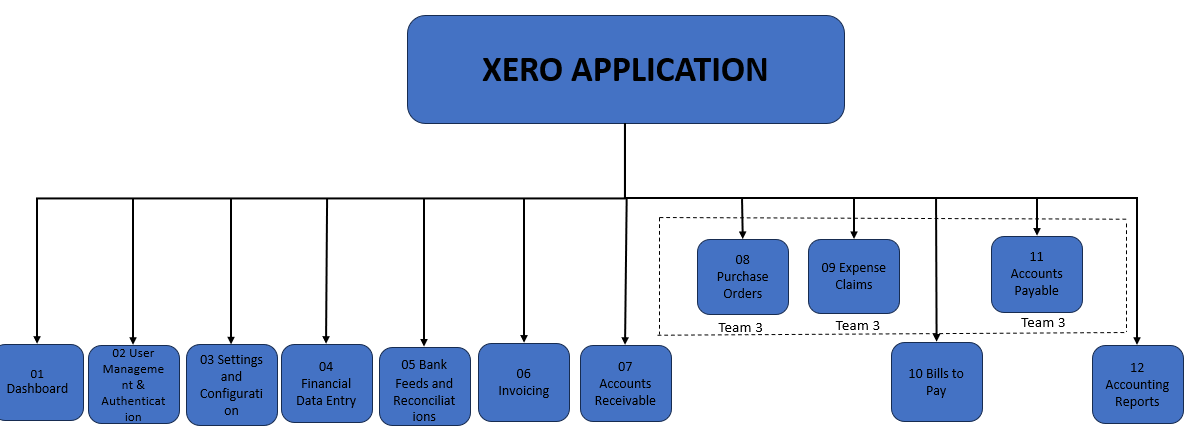 XERO APPLICATION
08
Purchase
Orders
09 Expense
Claims
11
Accounts
Payable
Team 3
Team 3
Team 3
01
Dashboard
02 User
Manageme
nt &
Authenticat
ion
03 Settings
and
Configurati
on
04
Financial
Data Entry
05 Bank
Feeds and
Reconciliat
ions
06
Invoicing
07
Accounts
Receivable
10 Bills to
Pay
12
Accounting
Reports